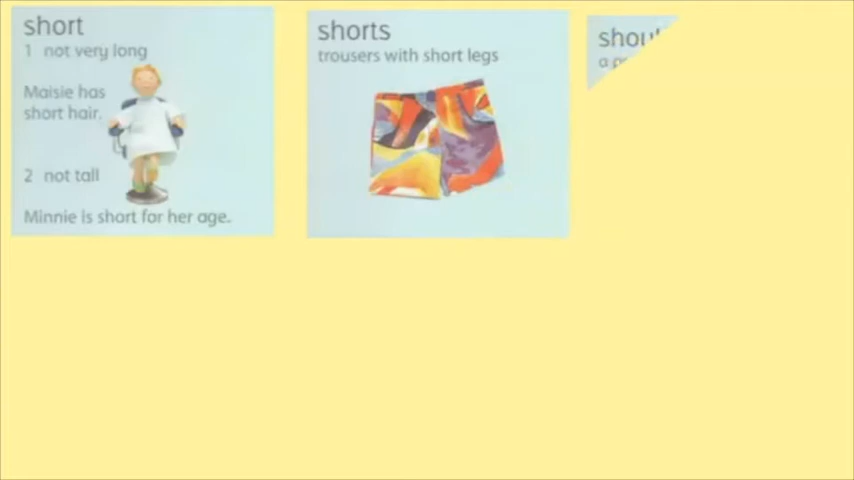 short
1 not very long
Maisie has
short hair.
2 not tall
Minnie is short for her age.
shorts
trousers with short legs
a